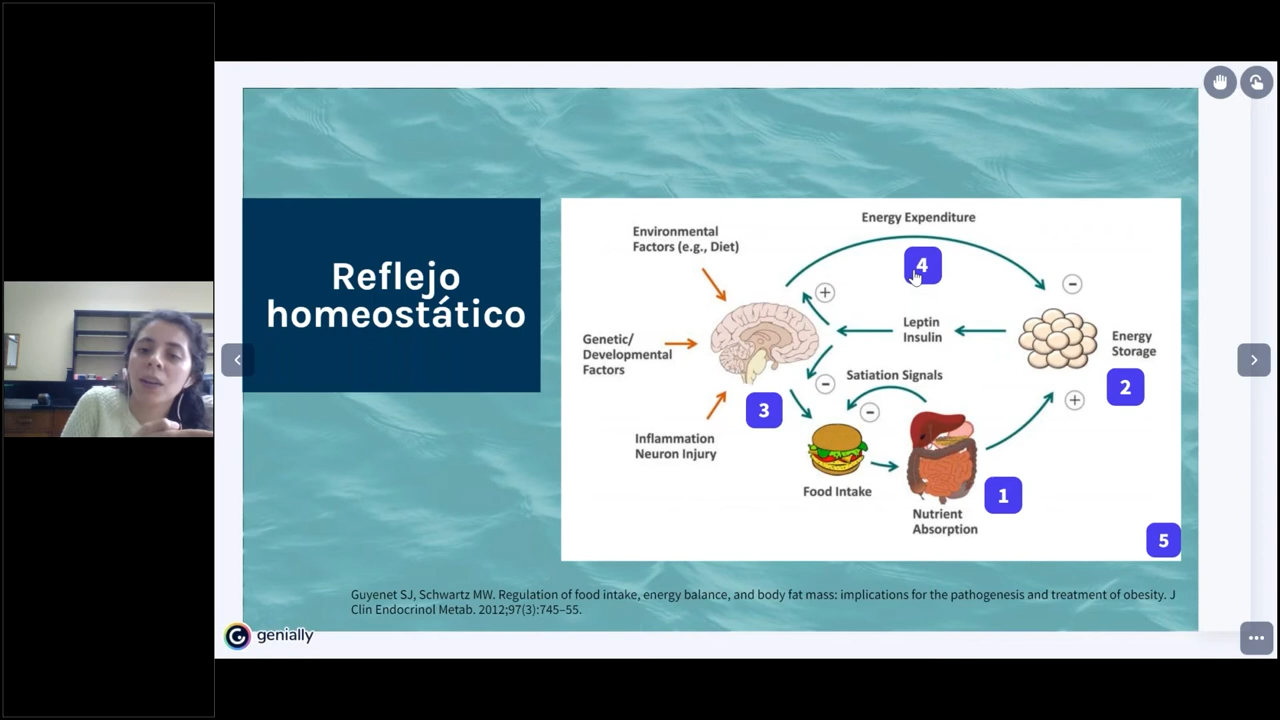 Reflejo
homeostático
Energy Expenditure
Environmental
Factors (e.g., Diet)
4
+
-
Genetic/
Developmental
Factors
Leptin
Insulin
Energy
Storage
2
Satiation Signals
-
3
-
+
Inflammation
Neuron Injury
Food Intake
1
Nutrient
Absorption
5
Guyenet SJ, Schwartz MW. Regulation of food intake, energy balance, and body fat mass: implications for the pathogenesis and treatment of obesity. J
Clin Endocrinol Metab. 2012;97(3):745–55.
genially